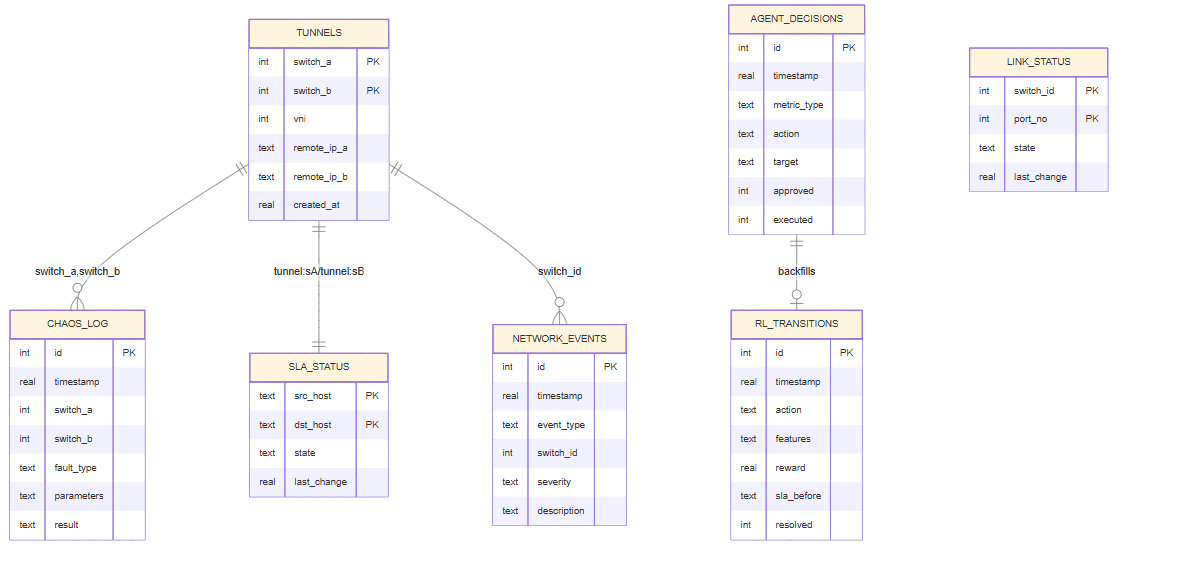 TUNNELS
int switch_a PK
int switch_b PK
int vni
text remote_ip_a
text remote_ip_b
real created_at
AGENT_DECISIONS
int id PK
real timestamp
text metric_type
text action
text target
int approved
int executed
LINK_STATUS
int switch_id PK
int port_no PK
text state
real last_change
switch_a,switch_b
tunnel:sA/tunnel:sB
switch_id
backfills
CHAOS_LOG
int id PK
real timestamp
int switch_a
int switch_b
text fault_type
text parameters
text result
SLA_STATUS
text src_host PK
text dst_host PK
text state
real last_change
NETWORK_EVENTS
int id PK
real timestamp
text event_type
int switch_id
text severity
text description
RL_TRANSITIONS
int id PK
real timestamp
text action
text features
real reward
text sla_before
int resolved